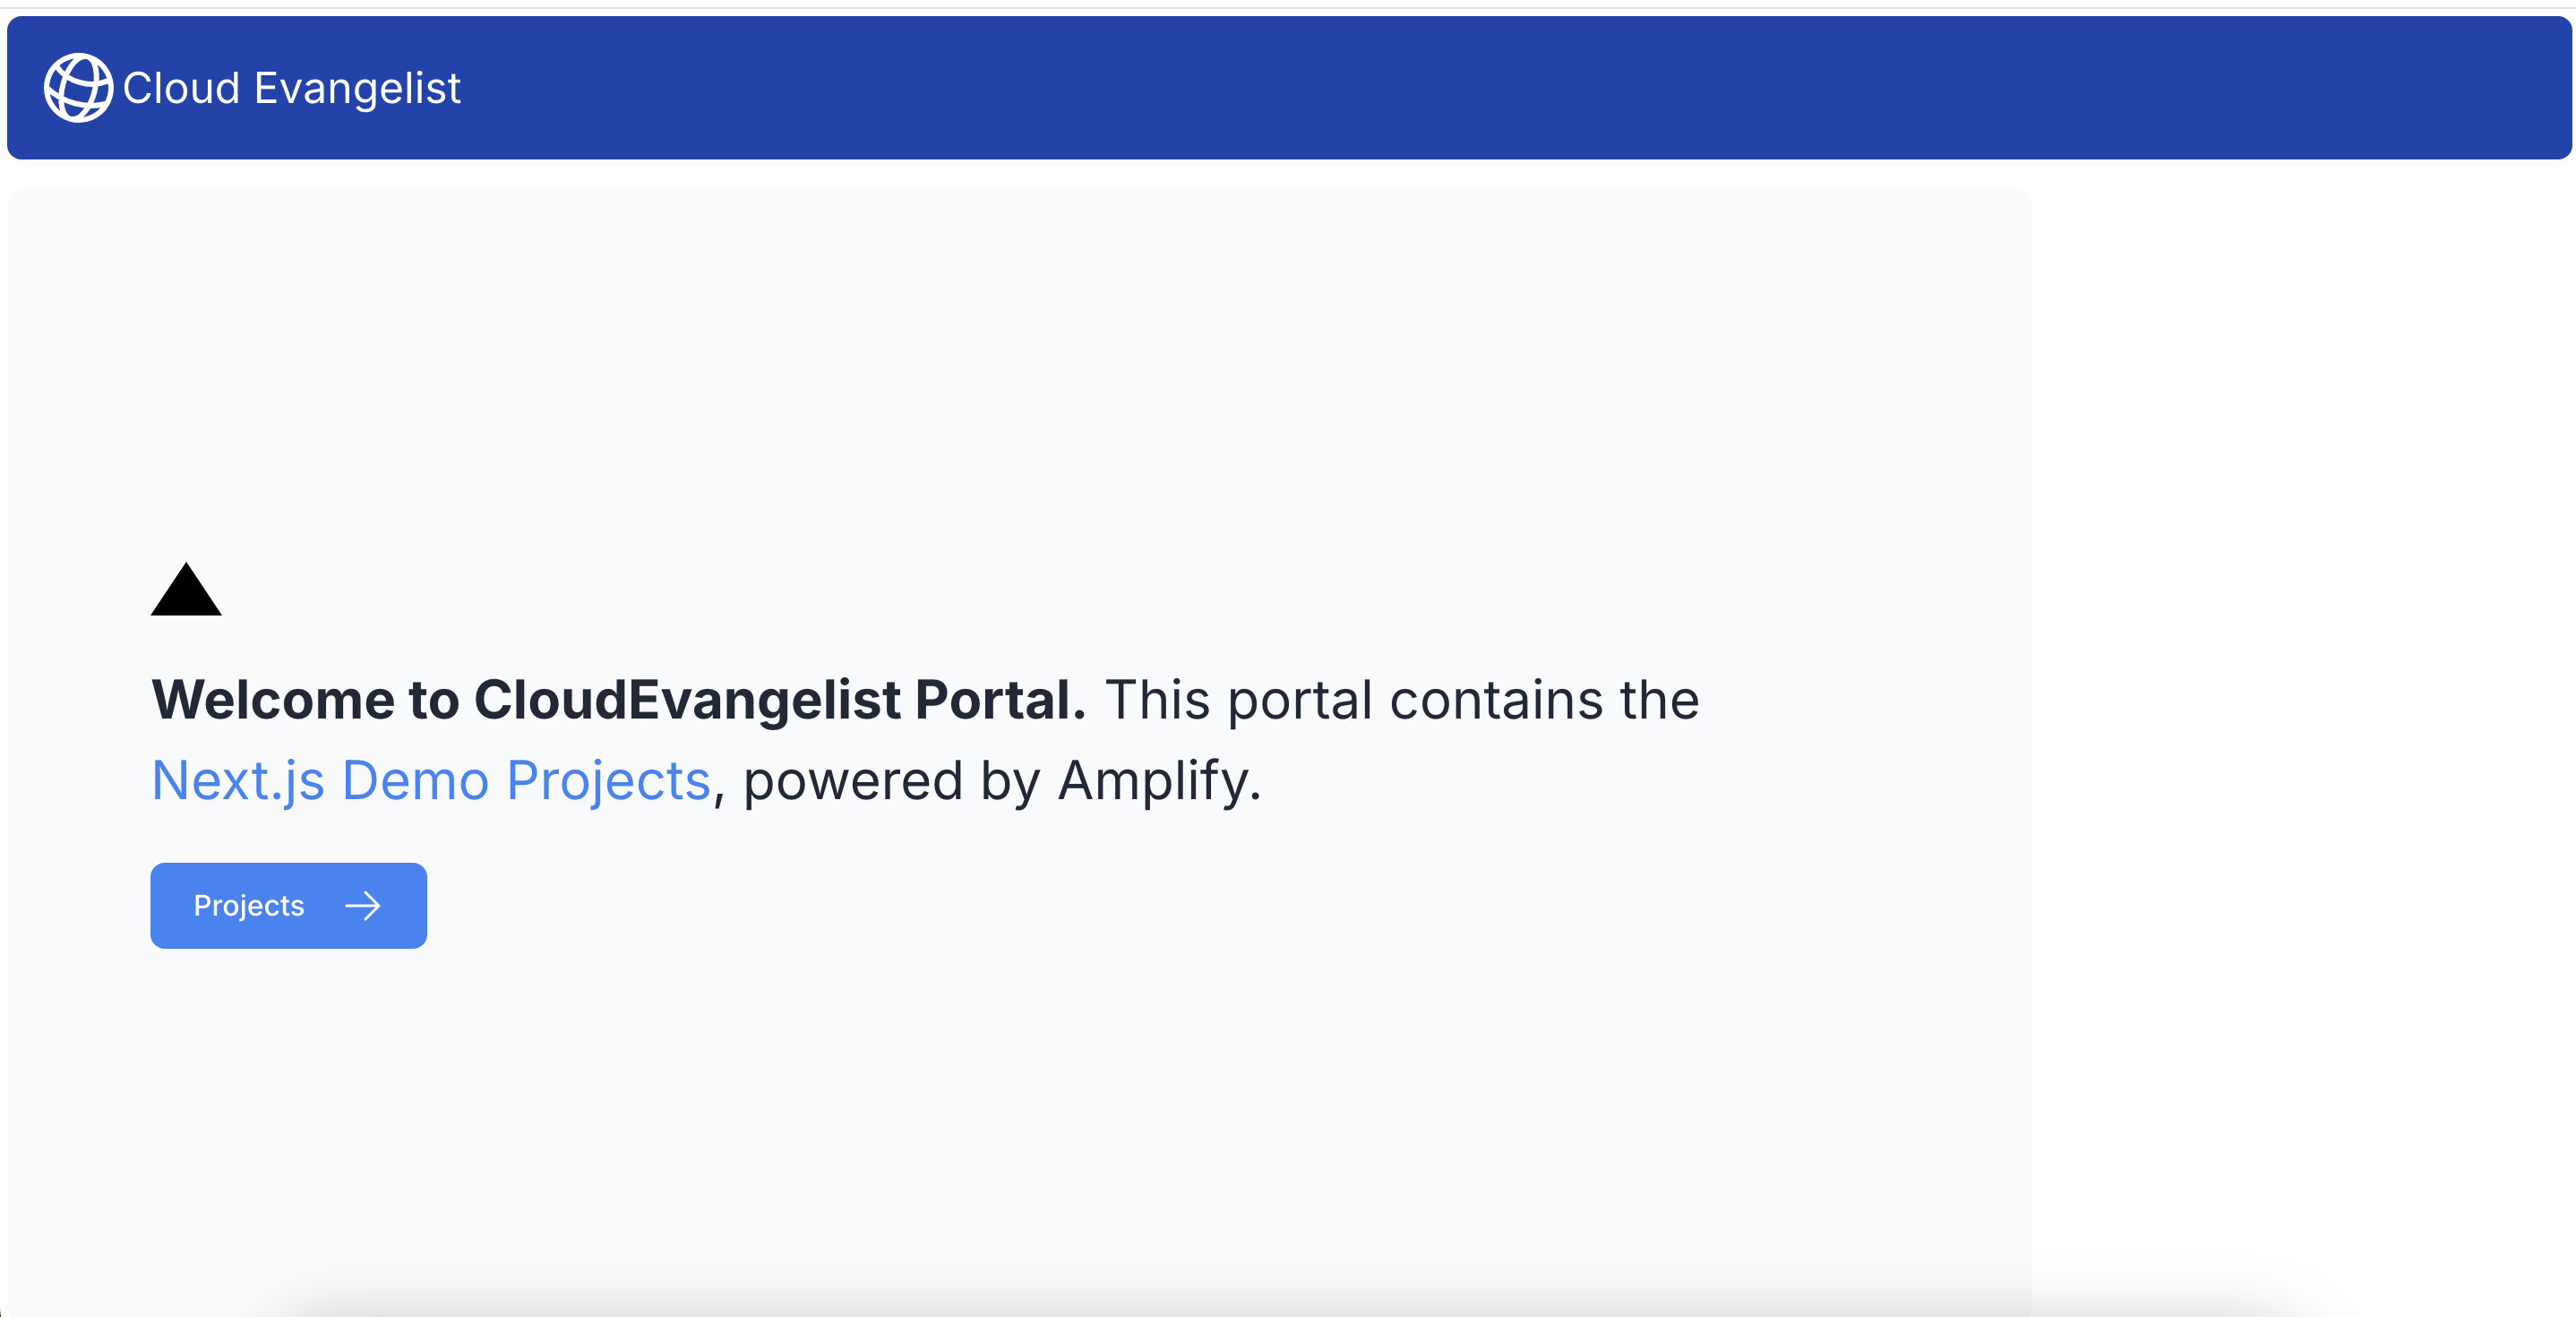 Cloud Evangelist
Welcome to CloudEvangelist Portal. This portal contains the
Next.js Demo Projects, powered by Amplify.
Projects